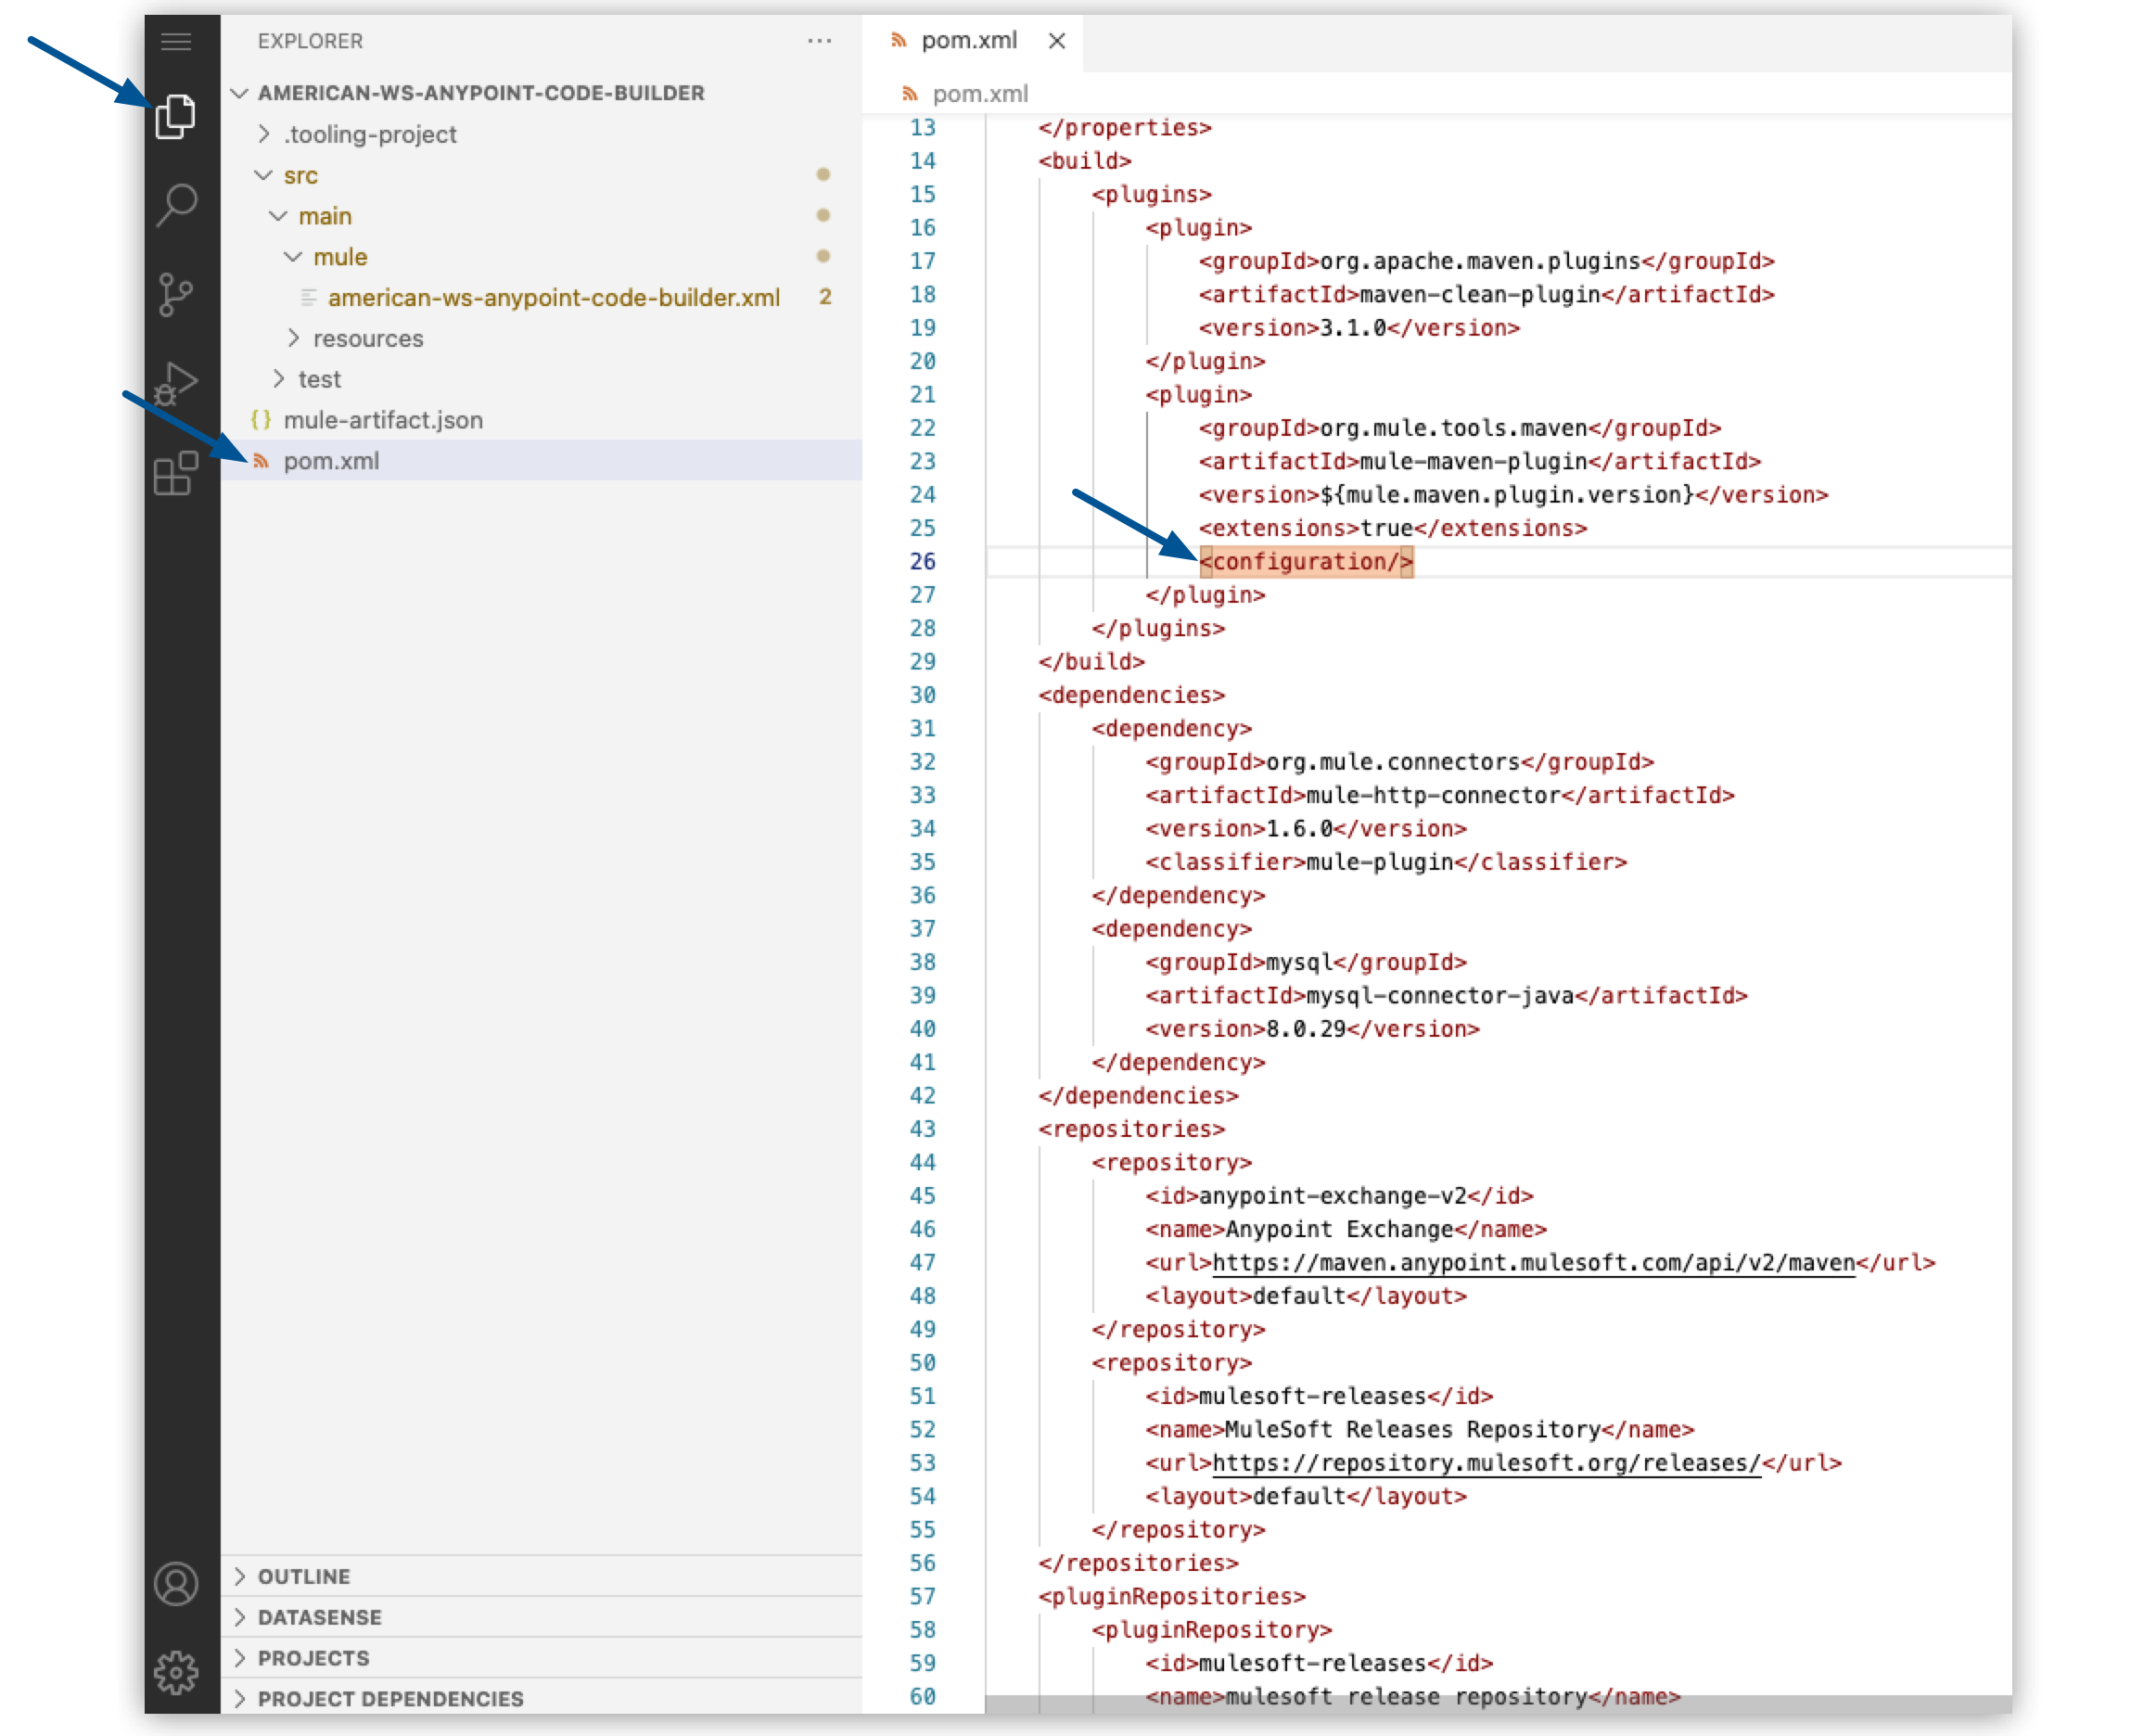 EXPLORER
AMERICAN-WS-ANYPOINT-CODE-BUILDER
.tooling-project
src
main
mule
american-ws-anypoint-code-builder.xml 2
resources
test
{} mule-artifact.json
pom.xml
OUTLINE
DATASENSE
PROJECTS
PROJECT DEPENDENCIES
pom.xml
pom.xml
13 </properties>
14 <build>
15 <plugins>
16 <plugin>
17 <groupId>org.apache.maven.plugins</groupId>
18 <artifactId>maven-clean-plugin</artifactId>
19 <version>3.1.0</version>
20 </plugin>
21 <plugin>
22 <groupId>org.mule.tools.maven</groupId>
23 <artifactId>mule-maven-plugin</artifactId>
24 <version>${mule.maven.plugin.version}</version>
25 <extensions>true</extensions>
26 <configuration/>
27 </plugin>
28 </plugins>
29 </build>
30 <dependencies>
31 <dependency>
32 <groupId>org.mule.connectors</groupId>
33 <artifactId>mule-http-connector</artifactId>
34 <version>1.6.0</version>
35 <classifier>mule-plugin</classifier>
36 </dependency>
37 <dependency>
38 <groupId>mysql</groupId>
39 <artifactId>mysql-connector-java</artifactId>
40 <version>8.0.29</version>
41 </dependency>
42 </dependencies>
43 <repositories>
44 <repository>
45 <id>anypoint-exchange-v2</id>
46 <name>Anypoint Exchange</name>
47 <url>https://maven.anypoint.mulesoft.com/api/v2/maven</url>
48 <layout>default</layout>
49 </repository>
50 <repository>
51 <id>mulesoft-releases</id>
52 <name>MuleSoft Releases Repository</name>
53 <url>https://repository.mulesoft.org/releases/</url>
54 <layout>default</layout>
55 </repository>
56 </repositories>
57 <pluginRepositories>
58 <pluginRepository>
59 <id>mulesoft-releases</id>
60 <name>mulesoft release repository</name>